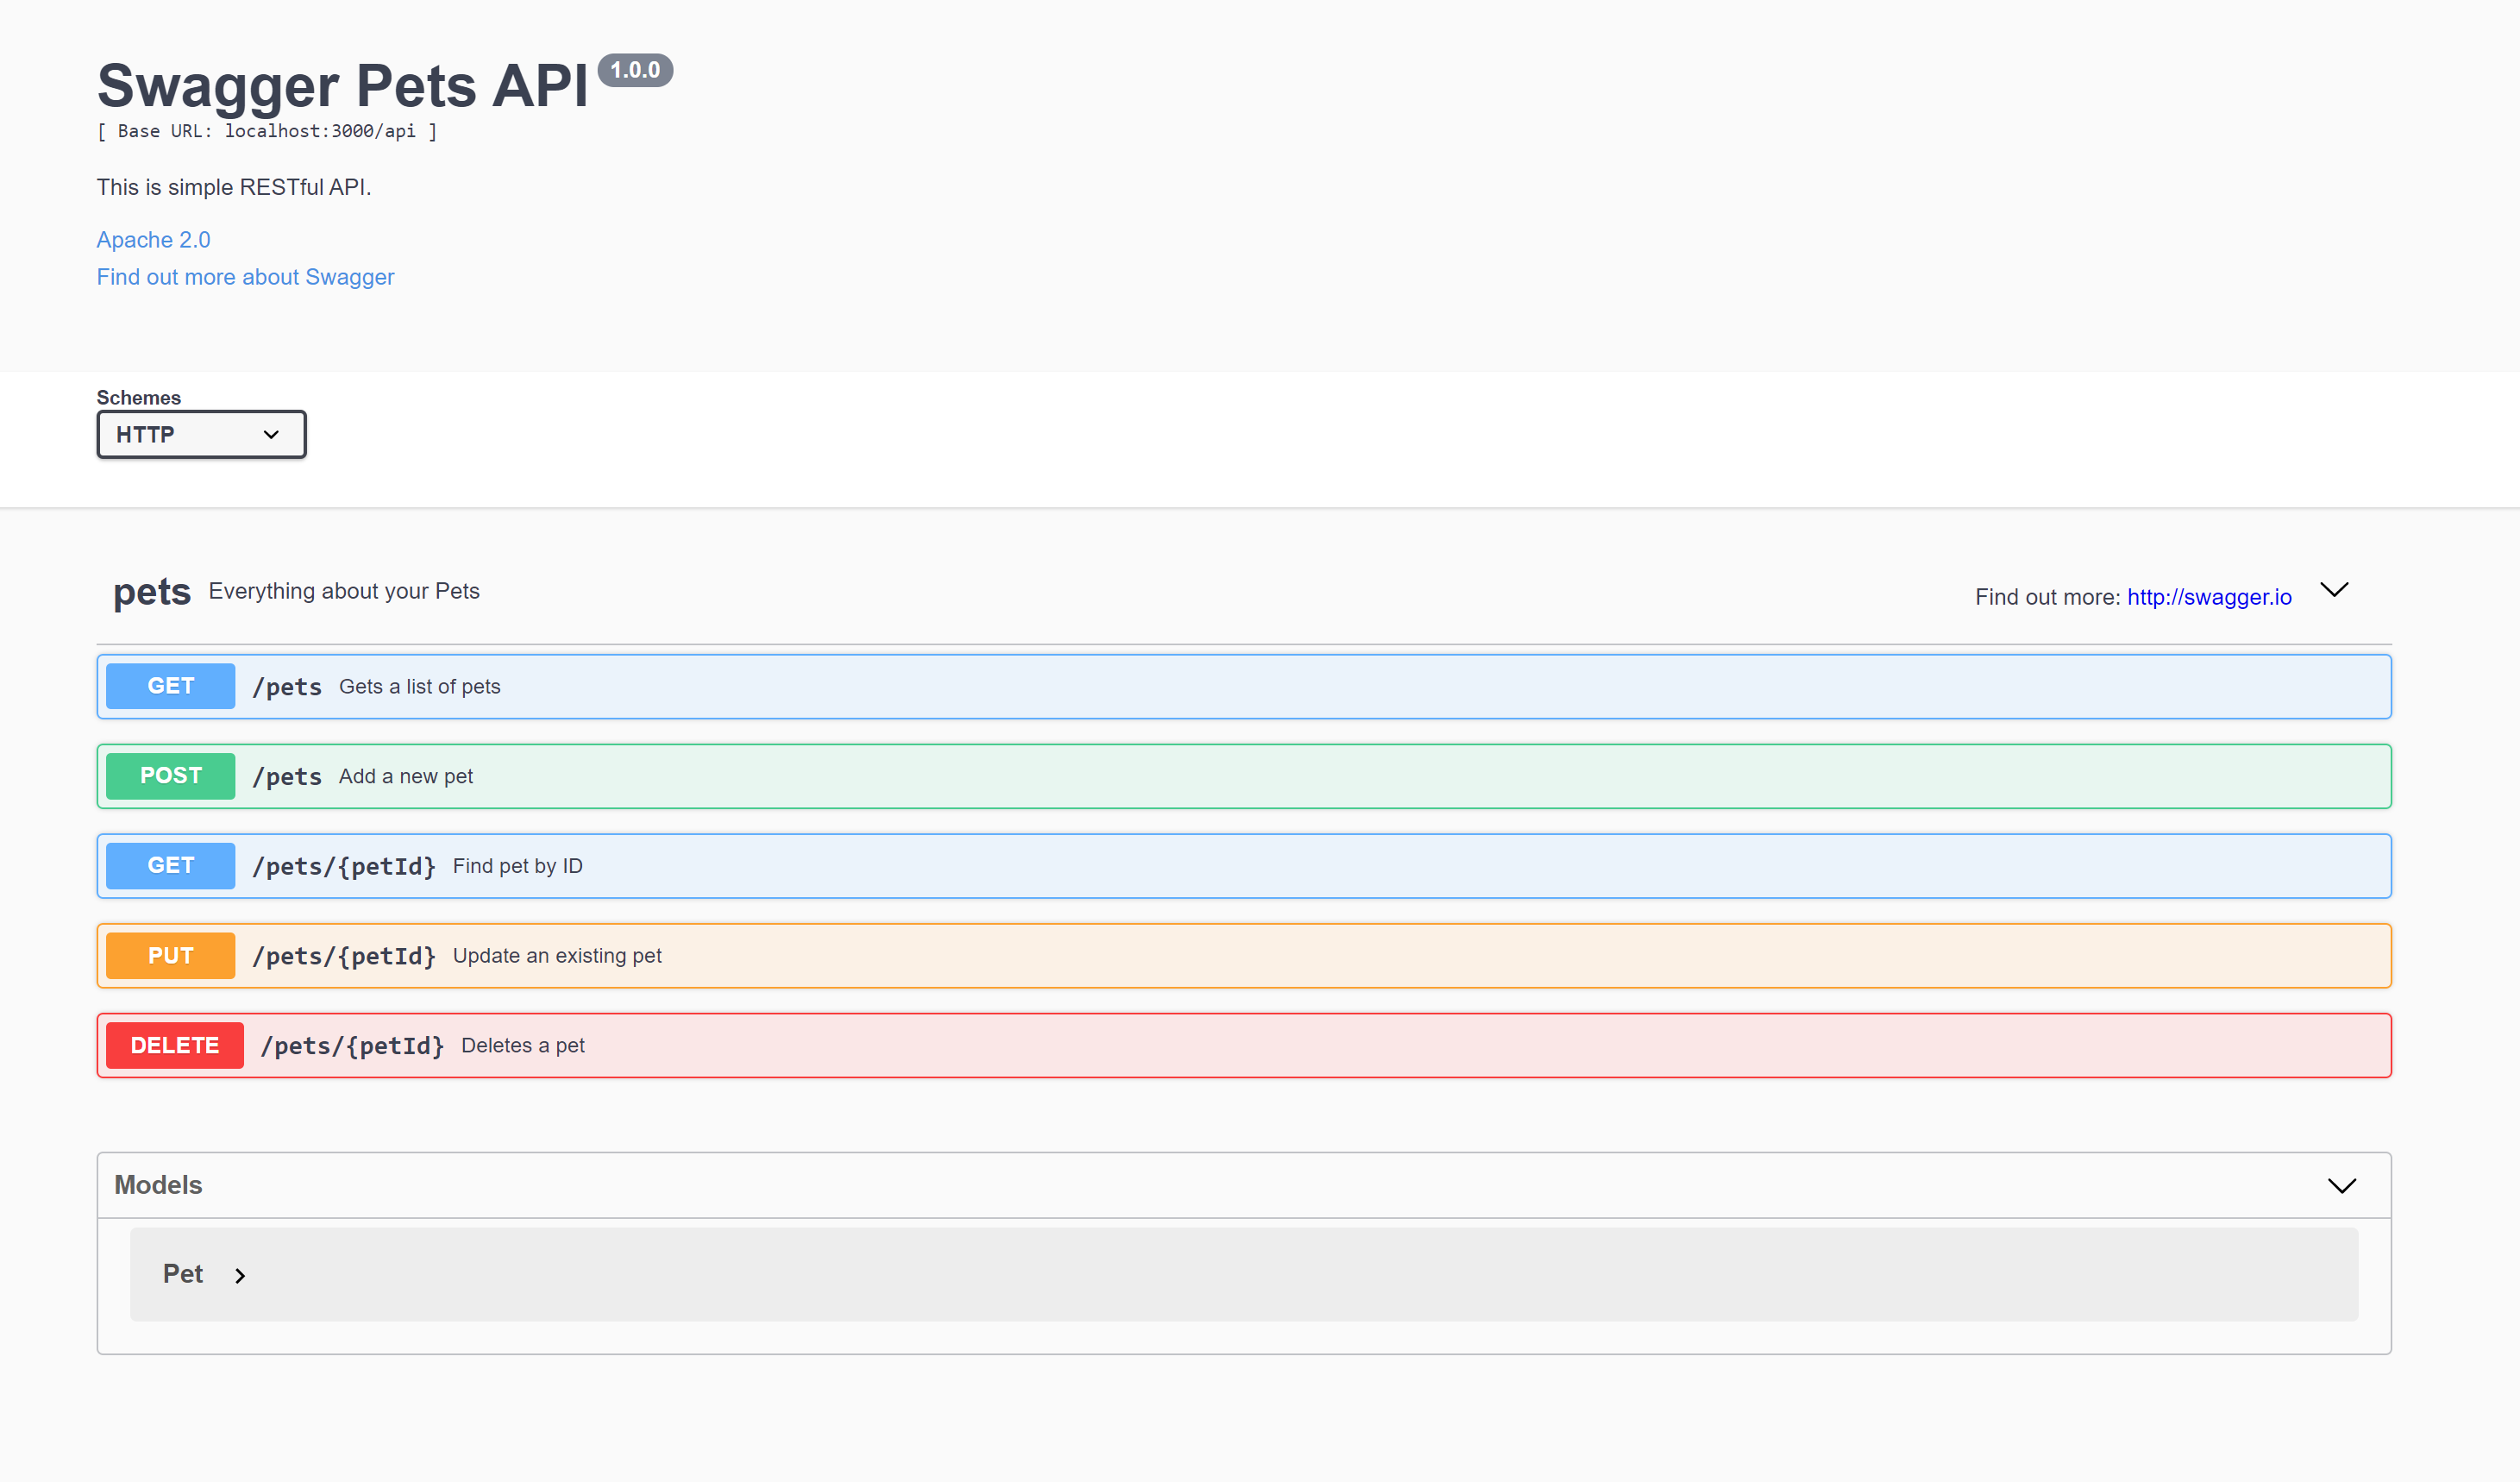 Swagger Pets API 1.0.0
[ Base URL: localhost:3000/api ]
This is simple RESTful API.
Apache 2.0
Find out more about Swagger
Schemes
HTTP
pets Everything about your Pets Find out more: http://swagger.io
GET /pets Gets a list of pets
POST /pets Add a new pet
GET /pets/{petId} Find pet by ID
PUT /pets/{petId} Update an existing pet
DELETE /pets/{petId} Deletes a pet
Models
Pet